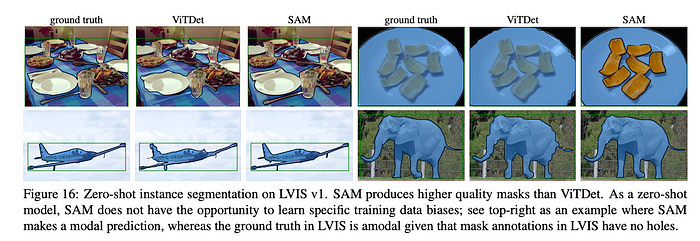 ground truth ViTDet SAM ground truth ViTDet SAM
Figure 16: Zero-shot instance segmentation on LVIS v1. SAM produces higher quality masks than ViTDet. As a zero-shot
model, SAM does not have the opportunity to learn specific training data biases; see top-right as an example where SAM
makes a modal prediction, whereas the ground truth in LVIS is amodal given that mask annotations in LVIS have no holes.